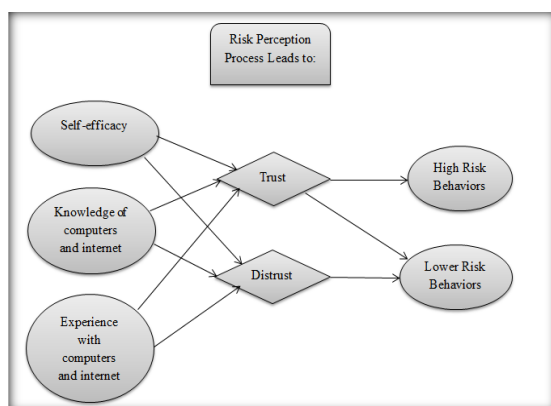 Risk Perception
Process Leads to:
Self-efficacy
Trust
High Risk
Behaviors
Knowledge of
computers
and internet
Distrust
Lower Risk
Behaviors
Experience
with
computers
and internet